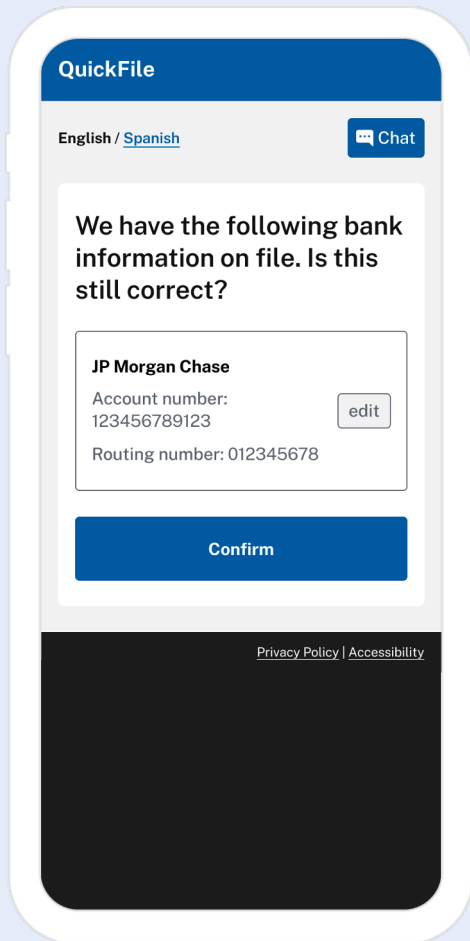 QuickFile
English / Spanish
Chat
We have the following bank
information on file. Is this
still correct?
JP Morgan Chase
Account number:
123456789123
edit
Routing number: 012345678
Confirm
Privacy Policy | Accessibility